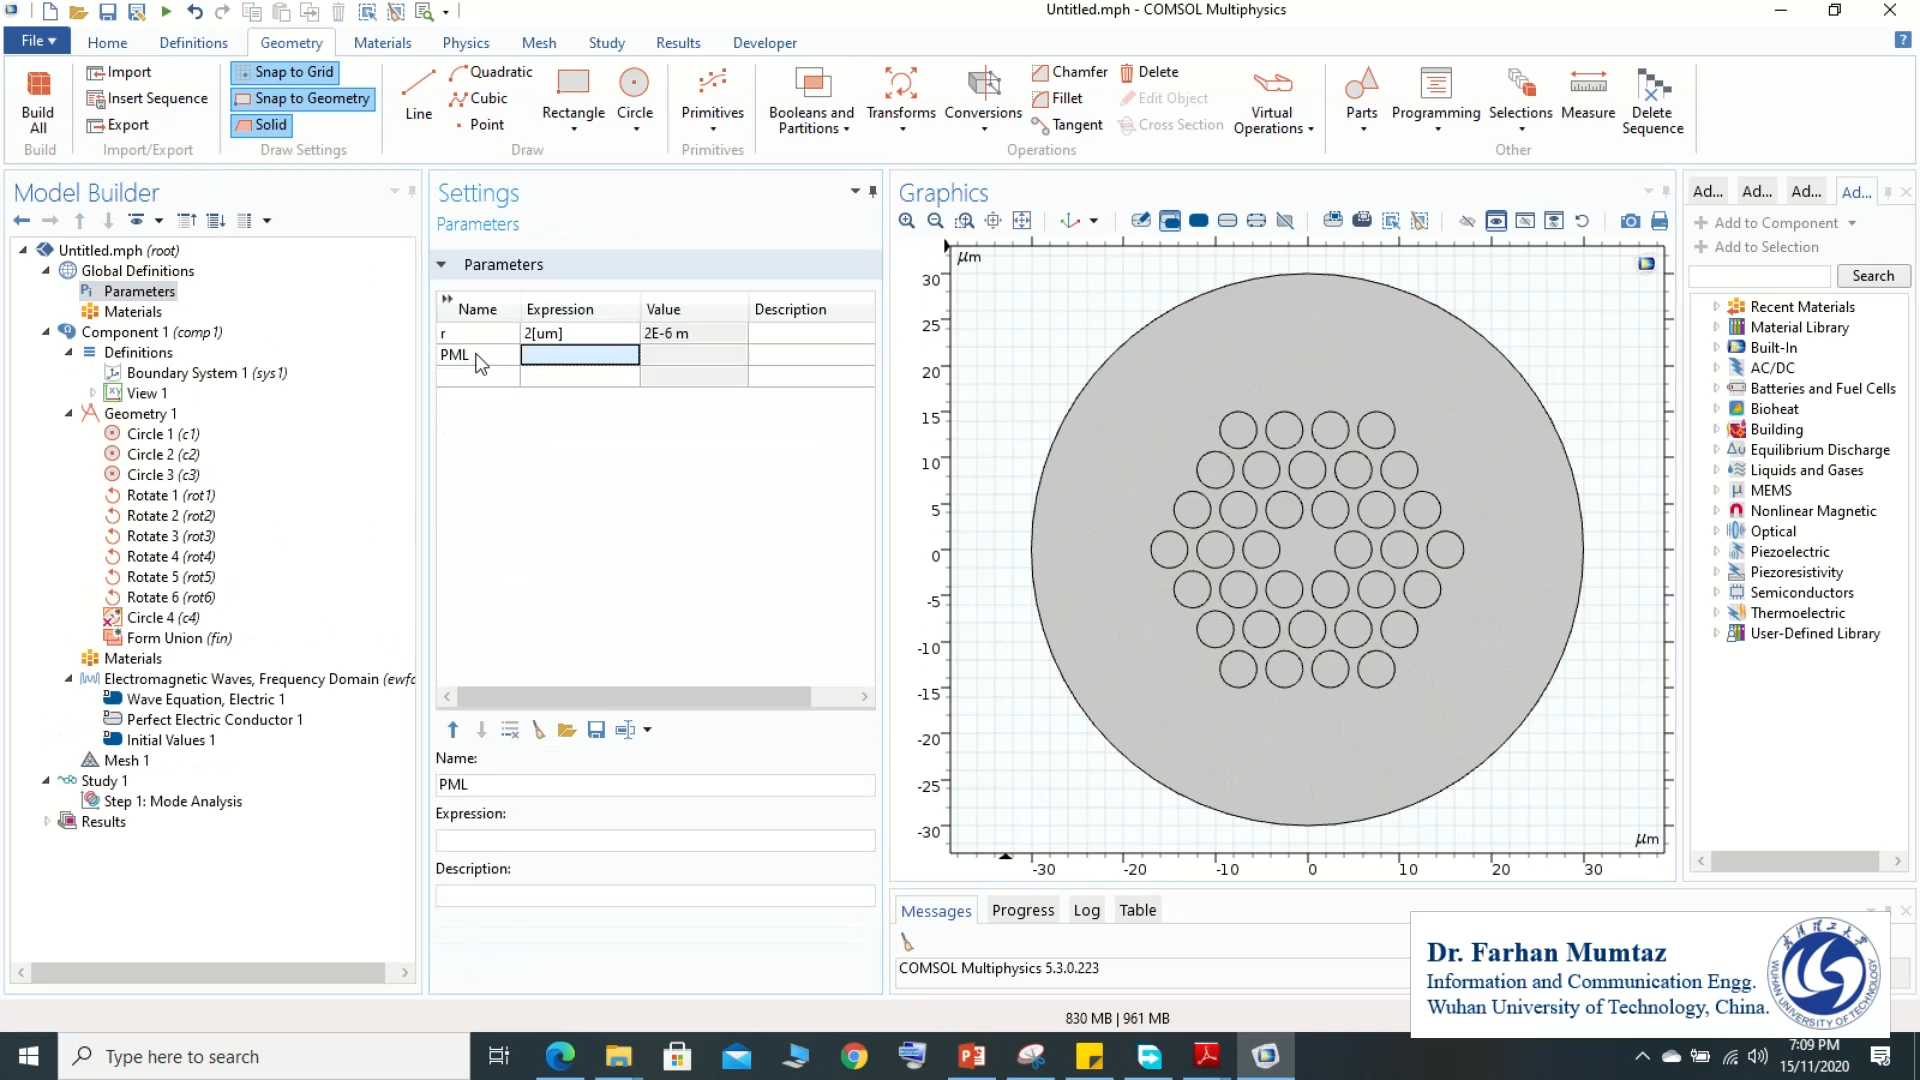 Untitled.mph - COMSOL Multiphysics
File
Home
Definitions
Geometry
Materials
Physics
Mesh
Study
Results
Developer
Build
All
Build
Import
Insert Sequence
Export
Import/Export
Snap to Grid
Snap to Geometry
Solid
Draw Settings
Line
Quadratic
Cubic
Point
Rectangle
Circle
Draw
Primitives
Primitives
Booleans and
Partitions
Transforms
Conversions
Chamfer
Fillet
Tangent
Delete
Edit Object
Cross Section
Virtual
Operations
Operations
Parts
Programming
Selections
Measure
Delete
Sequence
Other
Model Builder
Untitled.mph (root)
Global Definitions
Pi Parameters
Materials
Component 1 (comp1)
Definitions
Boundary System 1 (sys1)
View 1
Geometry 1
Circle 1 (c1)
Circle 2 (c2)
Circle 3 (c3)
Rotate 1 (rot1)
Rotate 2 (rot2)
Rotate 3 (rot3)
Rotate 4 (rot4)
Rotate 5 (rot5)
Rotate 6 (rot6)
Circle 4 (c4)
Form Union (fin)
Materials
Electromagnetic Waves, Frequency Domain (ewfd
Wave Equation, Electric 1
Perfect Electric Conductor 1
Initial Values 1
Mesh 1
Study 1
Step 1: Mode Analysis
Results
Settings
Parameters
Parameters
Name Expression Value Description
r 2[um] 2E-6 m
PML
Name:
PML
Expression:
Description:
Graphics
μm
30
25
20
15
10
5
0
-5
-10
-15
-20
-25
-30
μm
-30 -20 -10 0 10 20 30
Messages
Progress
Log
Table
COMSOL Multiphysics 5.3.0.223
Ad...
Ad...
Ad...
Ad...
Add to Component
Add to Selection
Search
Recent Materials
Material Library
Built-In
AC/DC
Batteries and Fuel Cells
Bioheat
Building
Equilibrium Discharge
Liquids and Gases
MEMS
Nonlinear Magnetic
Optical
Piezoelectric
Piezoresistivity
Semiconductors
Thermoelectric
User-Defined Library
Dr. Farhan Mumtaz
Information and Communication Engg.
Wuhan University of Technology, China.
武汉理工大学
WUHAN UNIVERSITY OF TECHNOLOGY
830 MB | 961 MB
Type here to search
7:09 PM
15/11/2020